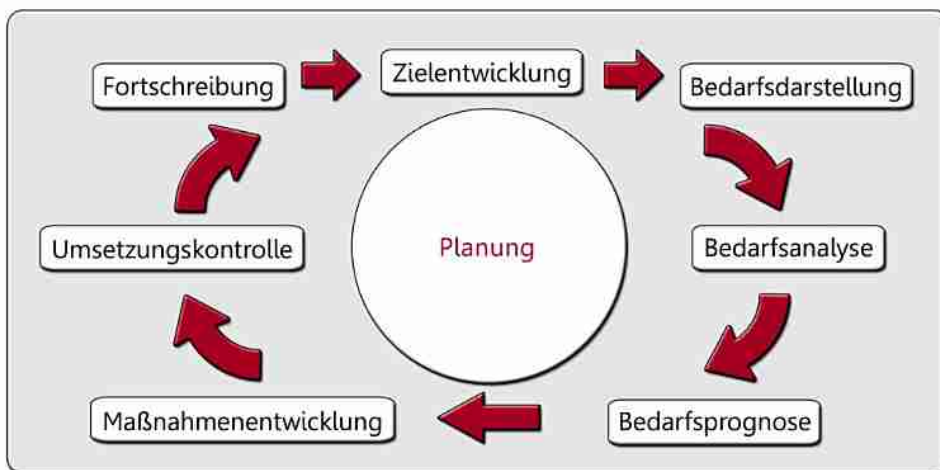 Fortschreibung
Zielentwicklung
Bedarfsdarstellung
Umsetzungskontrolle
Planung
Bedarfsanalyse
Maßnahmenentwicklung
Bedarfsprognose